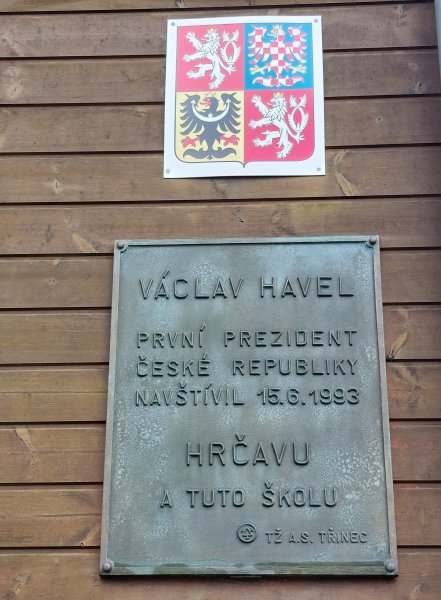 VÁCLAV HAVEL
PRVNÍ PREZIDENT
ČESKÉ REPUBLIKY
NAVŠTÍVIL 15.6.1993
HRČAVU
A TUTO ŠKOLU
TŽ A.S. TŘINEC